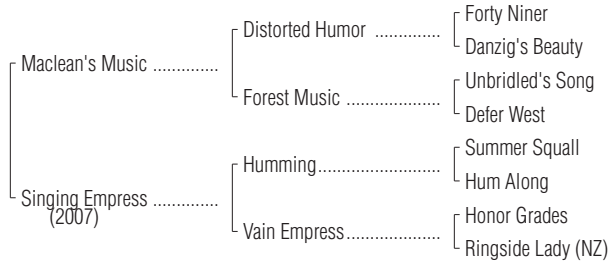 Forty Niner
Distorted Humor ..............
Danzig's Beauty
Maclean's Music ..............
Unbridled's Song
Forest Music ....................
Defer West
Summer Squall
Humming..........................
Hum Along
Singing Empress ..............
(2007)
Honor Grades
Vain Empress....................
Ringside Lady (NZ)